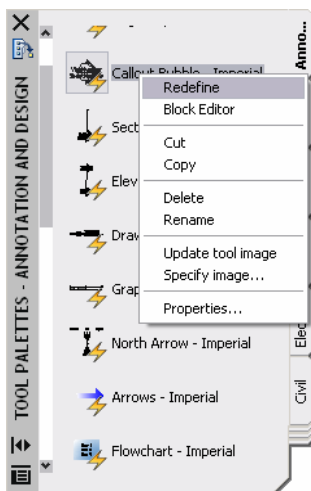 TOOL PALETTES - ANNOTATION AND DESIGN
Anno...
Callout Bubble - Imperial
Redefine
Block Editor
Sect
Cut
Copy
Elev
Delete
Rename
Draw
Update tool image
Specify image...
Grap
Properties...
North Arrow - Imperial
Elec
Arrows - Imperial
Civil
Flowchart - Imperial